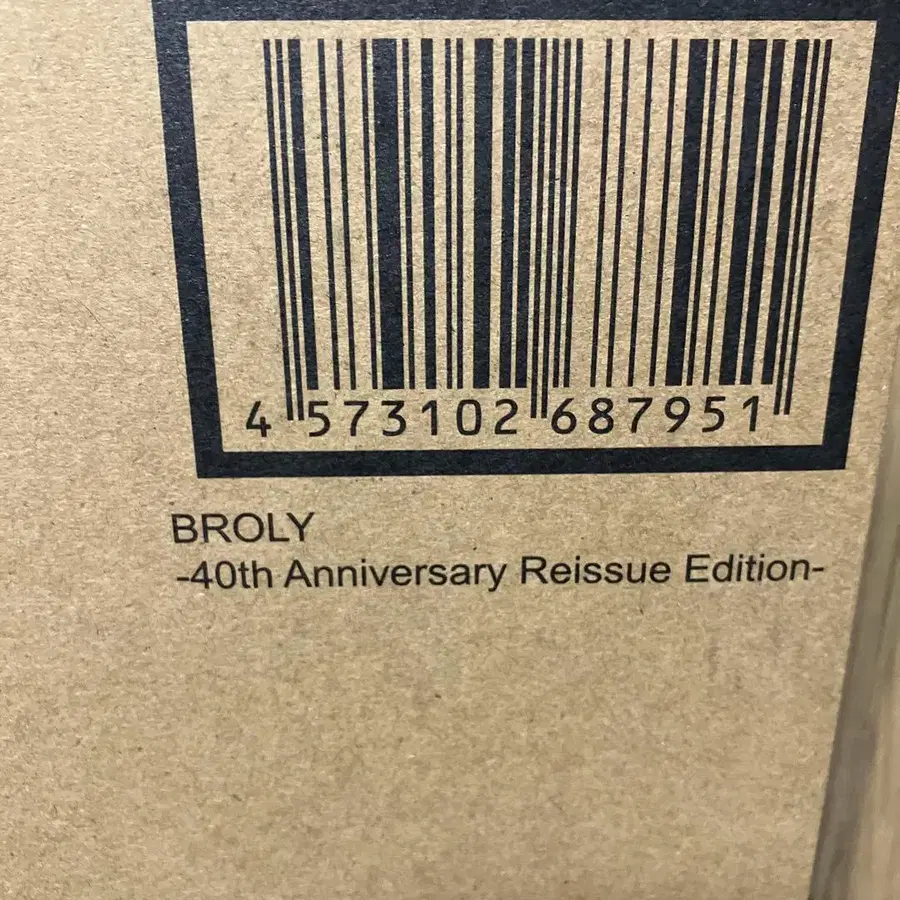 4 573102 687951
BROLY
-40th Anniversary Reissue Edition-